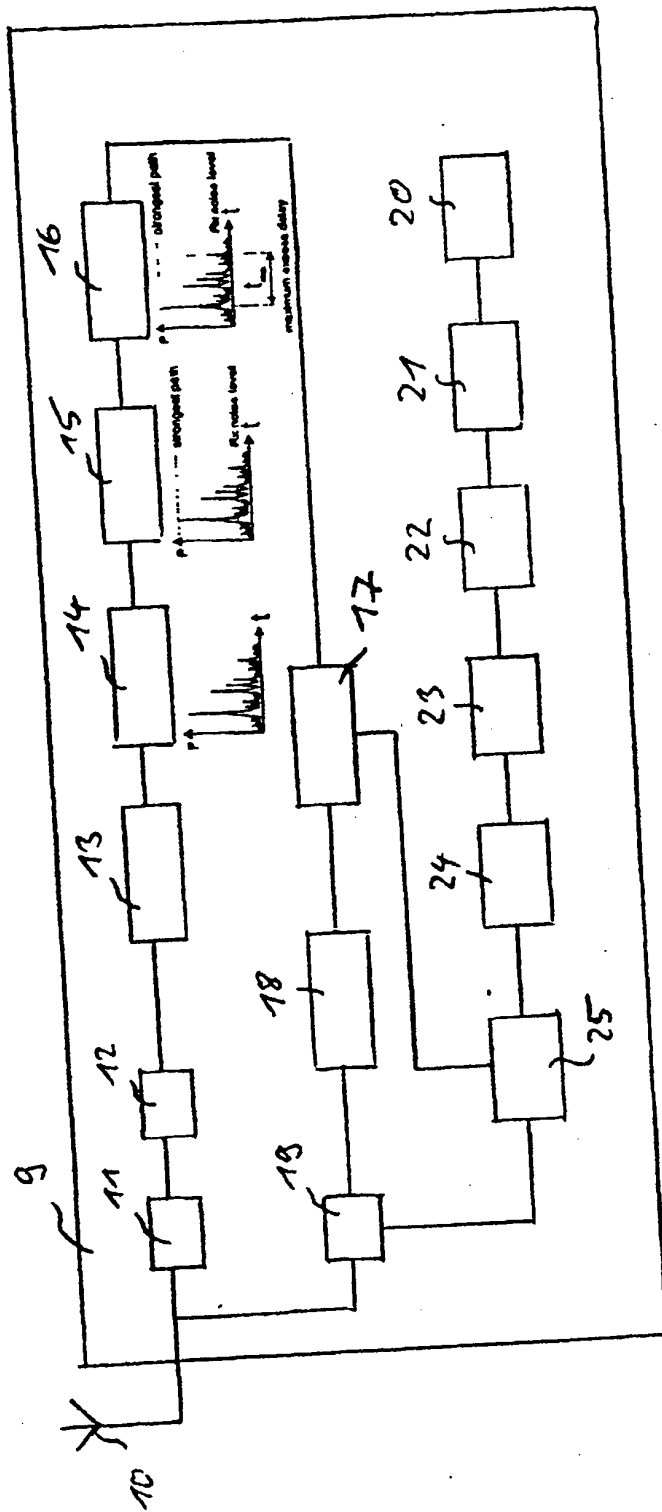 9
10
11
12
13
14
15
16
P
t
P
strongest path
Rx noise level
t
P
strongest path
Rx noise level
t
maximum excess delay
17
18
19
20
21
22
23
24
25